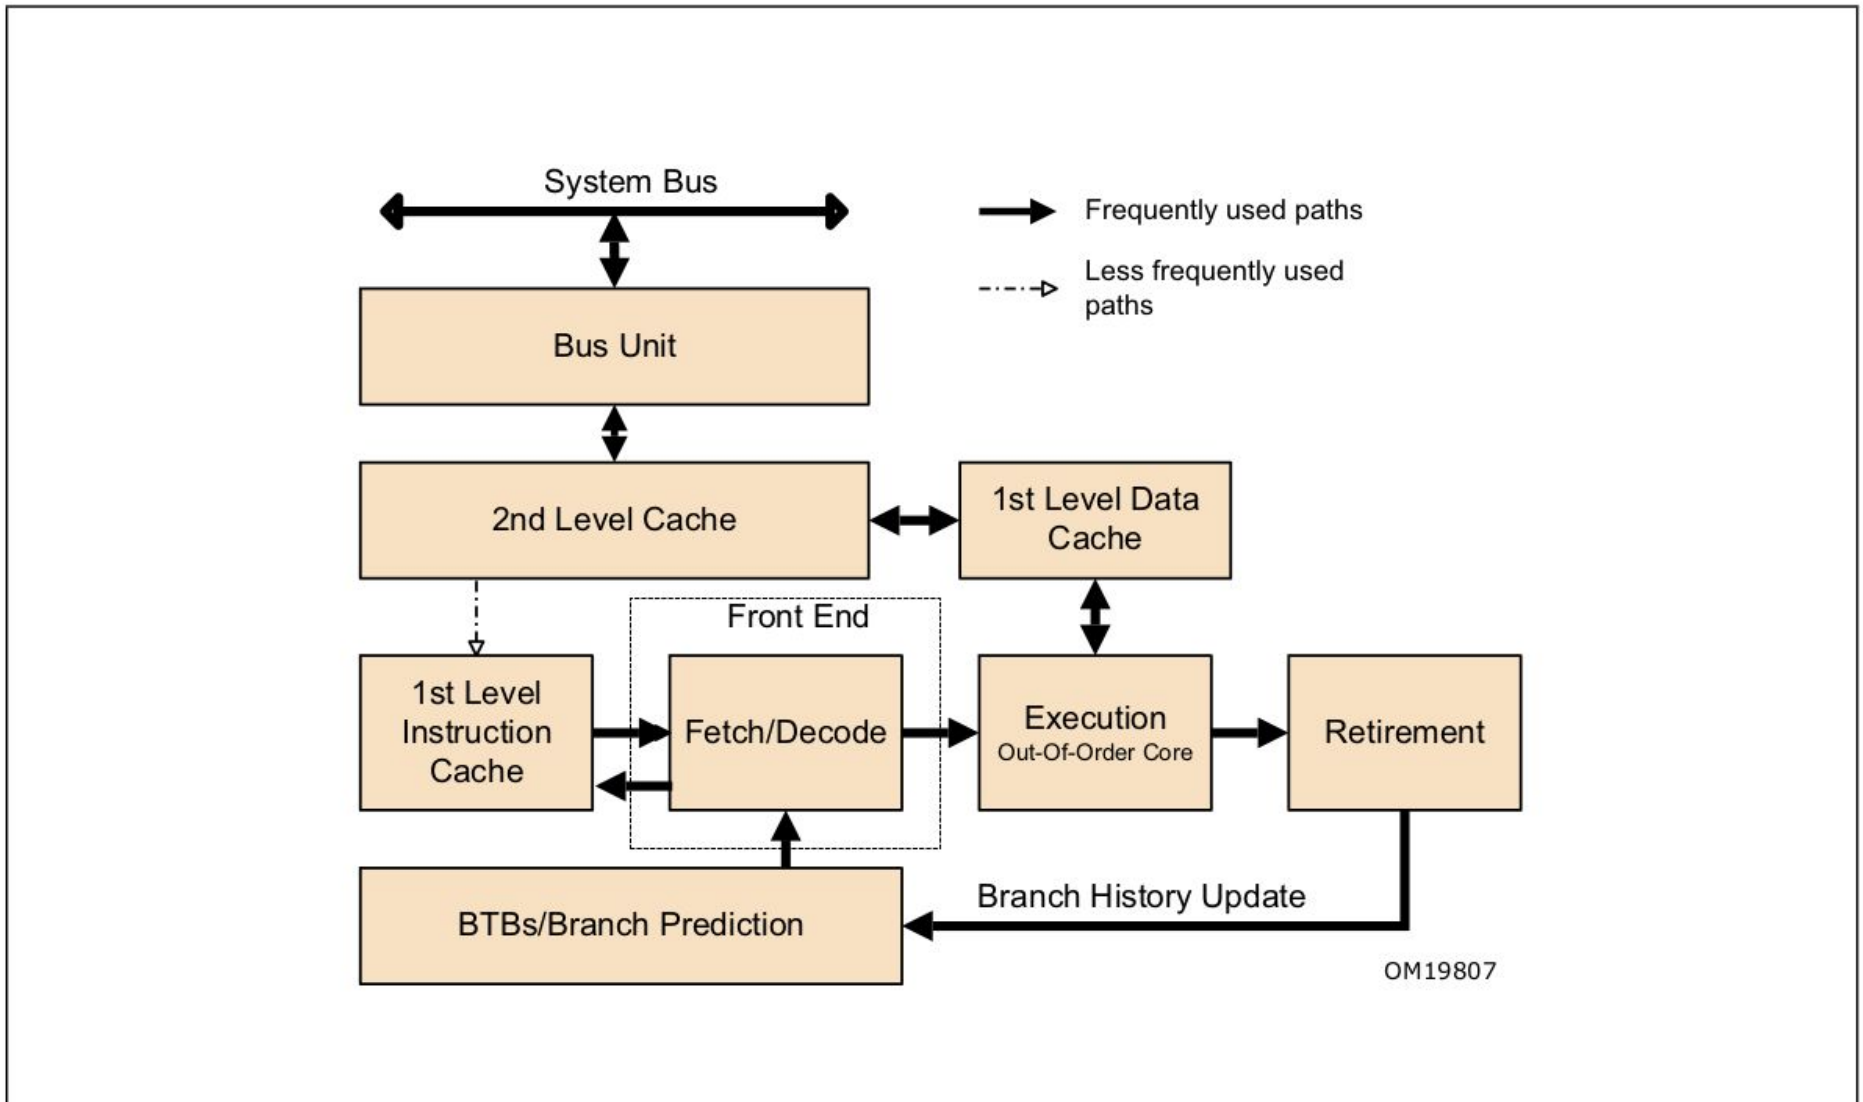 System Bus
Frequently used paths
Less frequently used
paths
Bus Unit
2nd Level Cache
1st Level Data
Cache
Front End
1st Level
Instruction
Cache
Fetch/Decode
Execution
Out-Of-Order Core
Retirement
BTBs/Branch Prediction
Branch History Update
OM19807